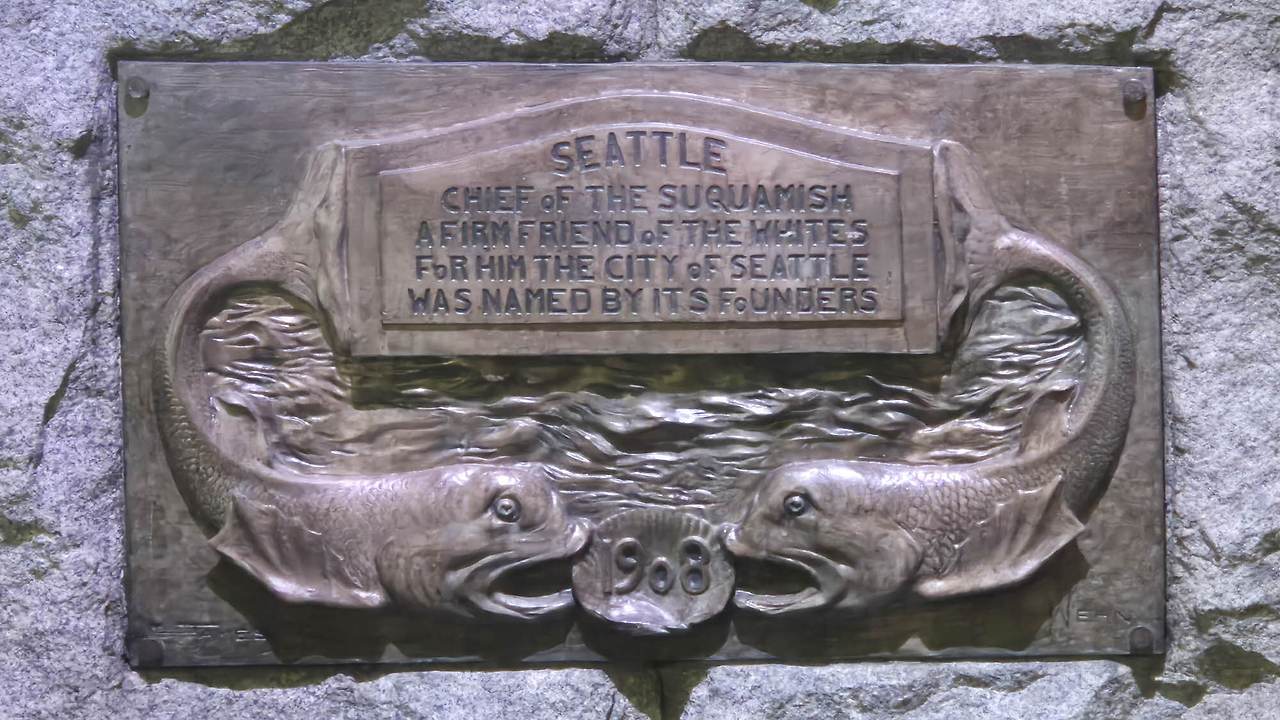 SEATTLE
CHIEF OF THE SUQUAMISH
A FIRM FRIEND OF THE WHITES
FOR HIM THE CITY OF SEATTLE
WAS NAMED BY ITS FOUNDERS
1908